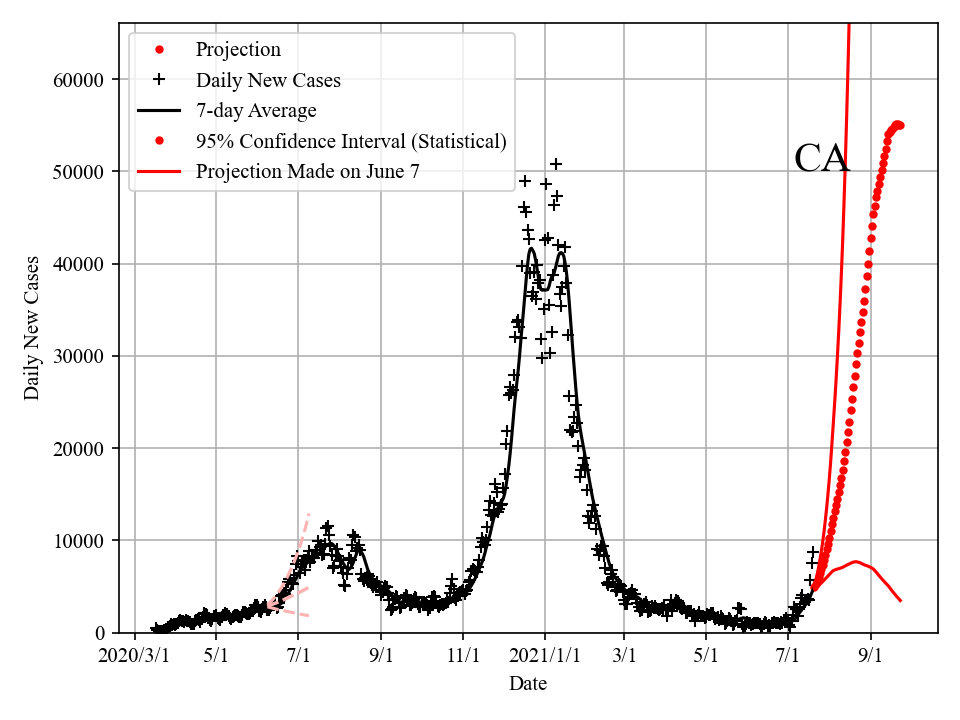 Projection
Daily New Cases
7-day Average
95% Confidence Interval (Statistical)
Projection Made on June 7
CA
60000
50000
40000
30000
20000
10000
0
Daily New Cases
2020/3/1 5/1 7/1 9/1 11/1 2021/1/1 3/1 5/1 7/1 9/1
Date